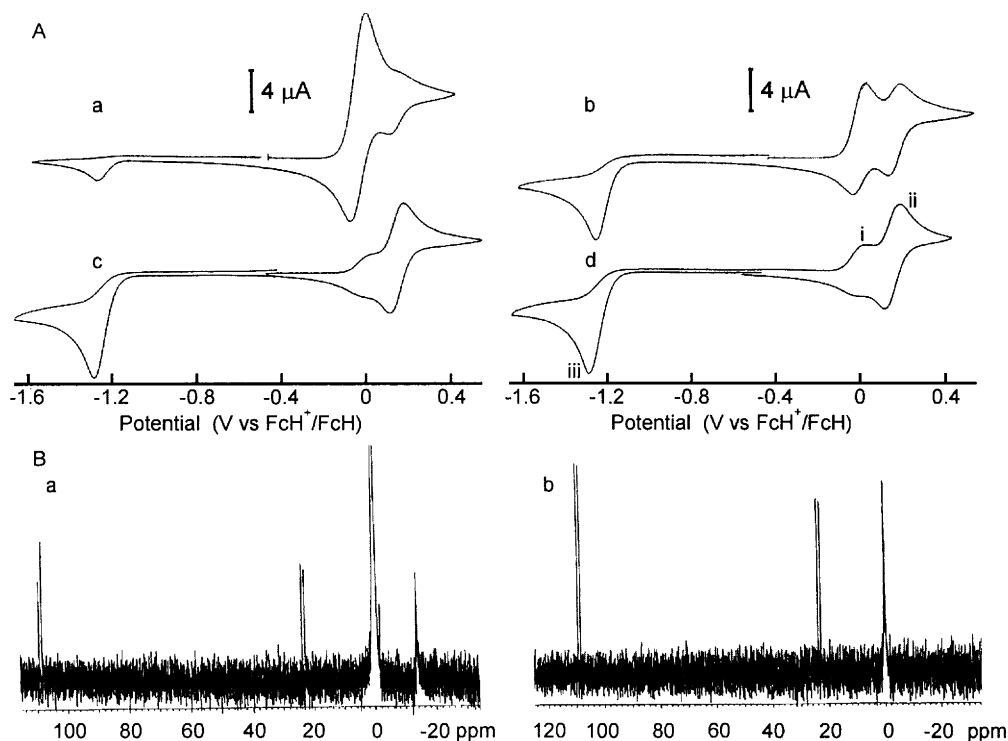 A
a
4 μA
b
4 μA
c
d
i
ii
iii
-1.6 -1.2 -0.8 -0.4 0 0.4
-1.6 -1.2 -0.8 -0.4 0 0.4
Potential (V vs FcH⁺/FcH)
Potential (V vs FcH⁺/FcH)
B
a
b
100 80 60 40 20 0 -20 ppm
120 100 80 60 40 20 0 -20 ppm